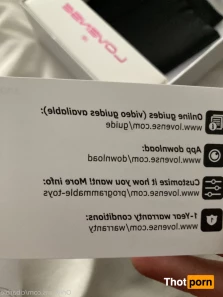 LOVENSE
Online guides (video guides available):
www.lovense.com/guide
App download:
www.lovense.com/download
Customize it how you want! More info:
www.lovense.com/programmable-toys
1-Year warranty conditions:
www.lovense.com/warranty
Thotporn